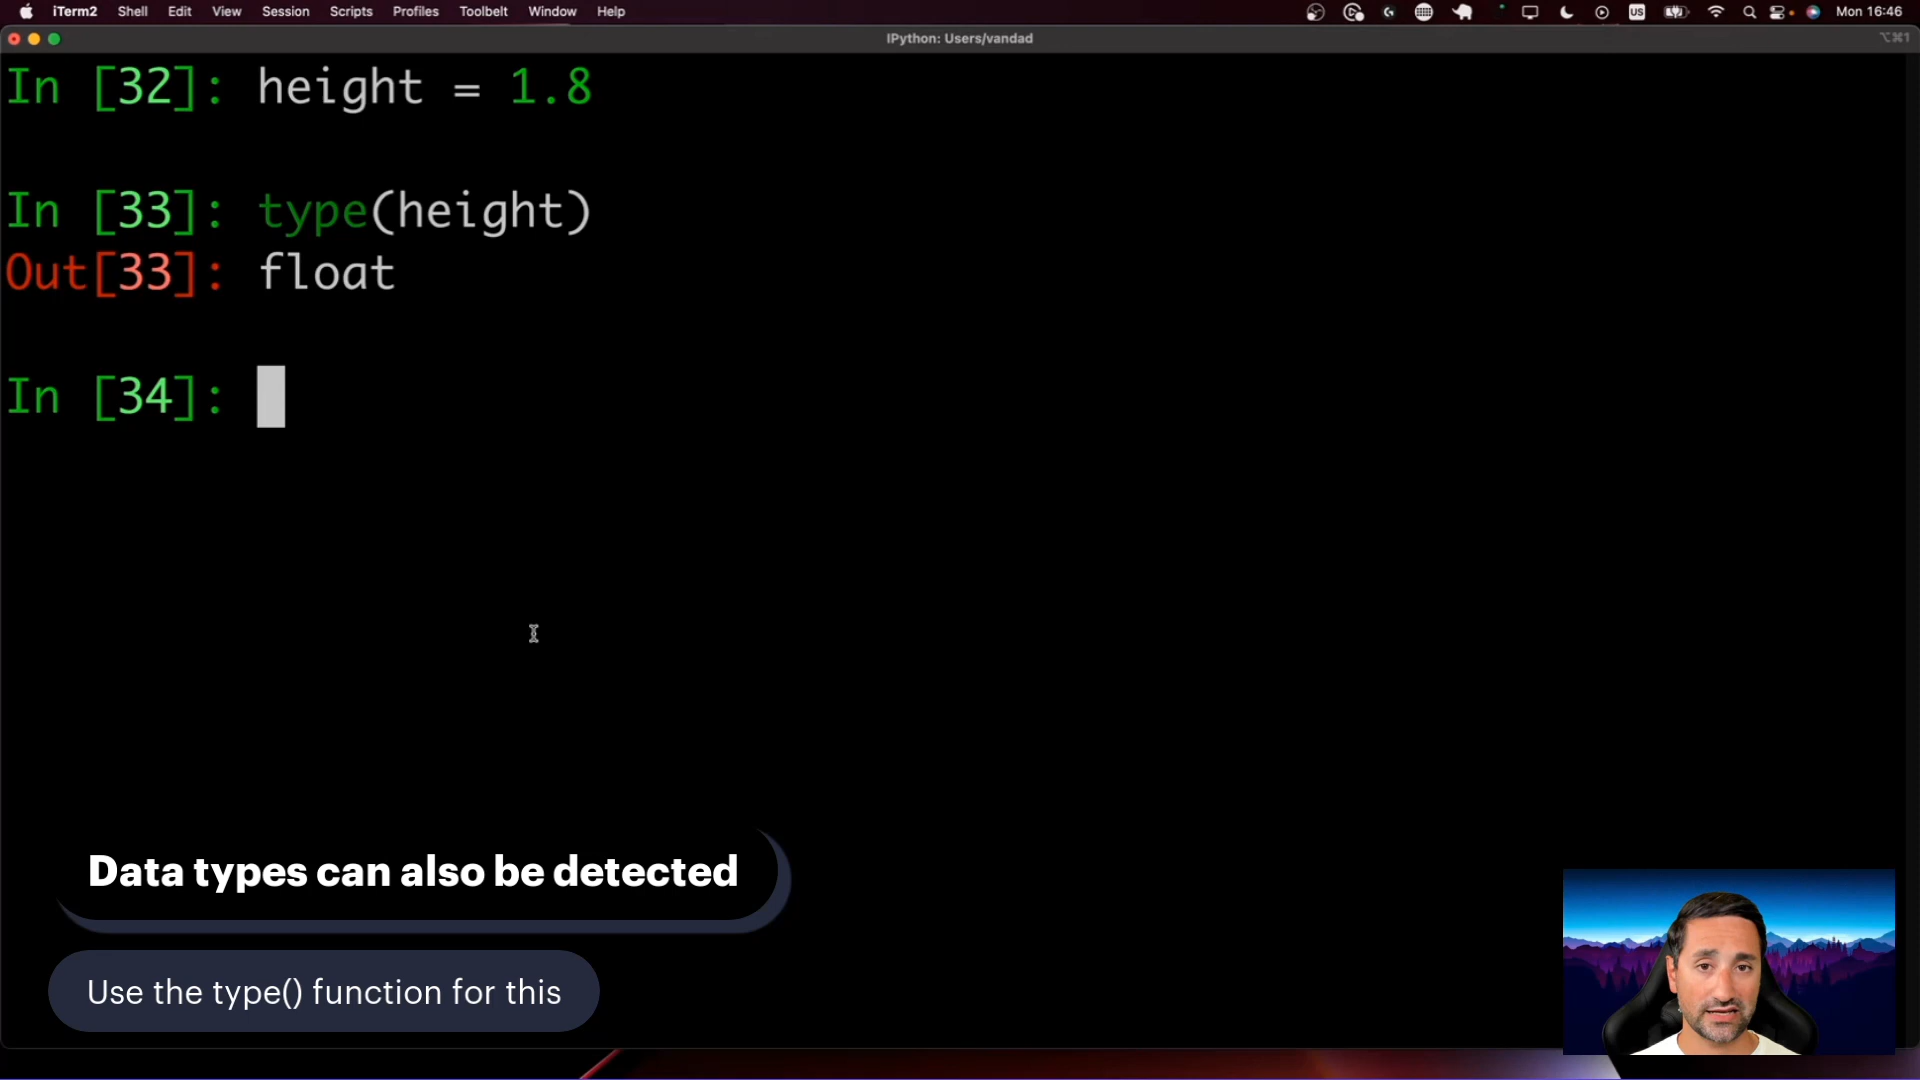 iTerm2 Shell Edit View Session Scripts Profiles Toolbelt Window Help US Mon 16:46
IPython: Users/vandad ⌥⌘1
In [32]: height = 1.8
In [33]: type(height)
Out[33]: float
In [34]:
Data types can also be detected
Use the type() function for this